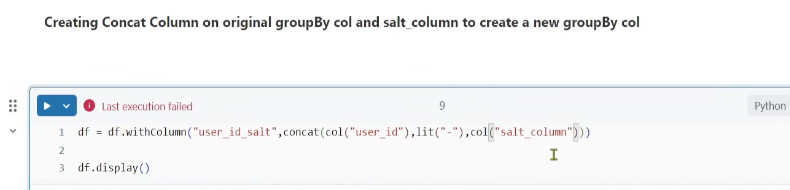 Creating Concat Column on original groupBy col and salt_column to create a new groupBy col
Last execution failed
9
Python
1 df = df.withColumn("user_id_salt",concat(col("user_id"),lit("-"),col("salt_column")))
2
3 df.display()